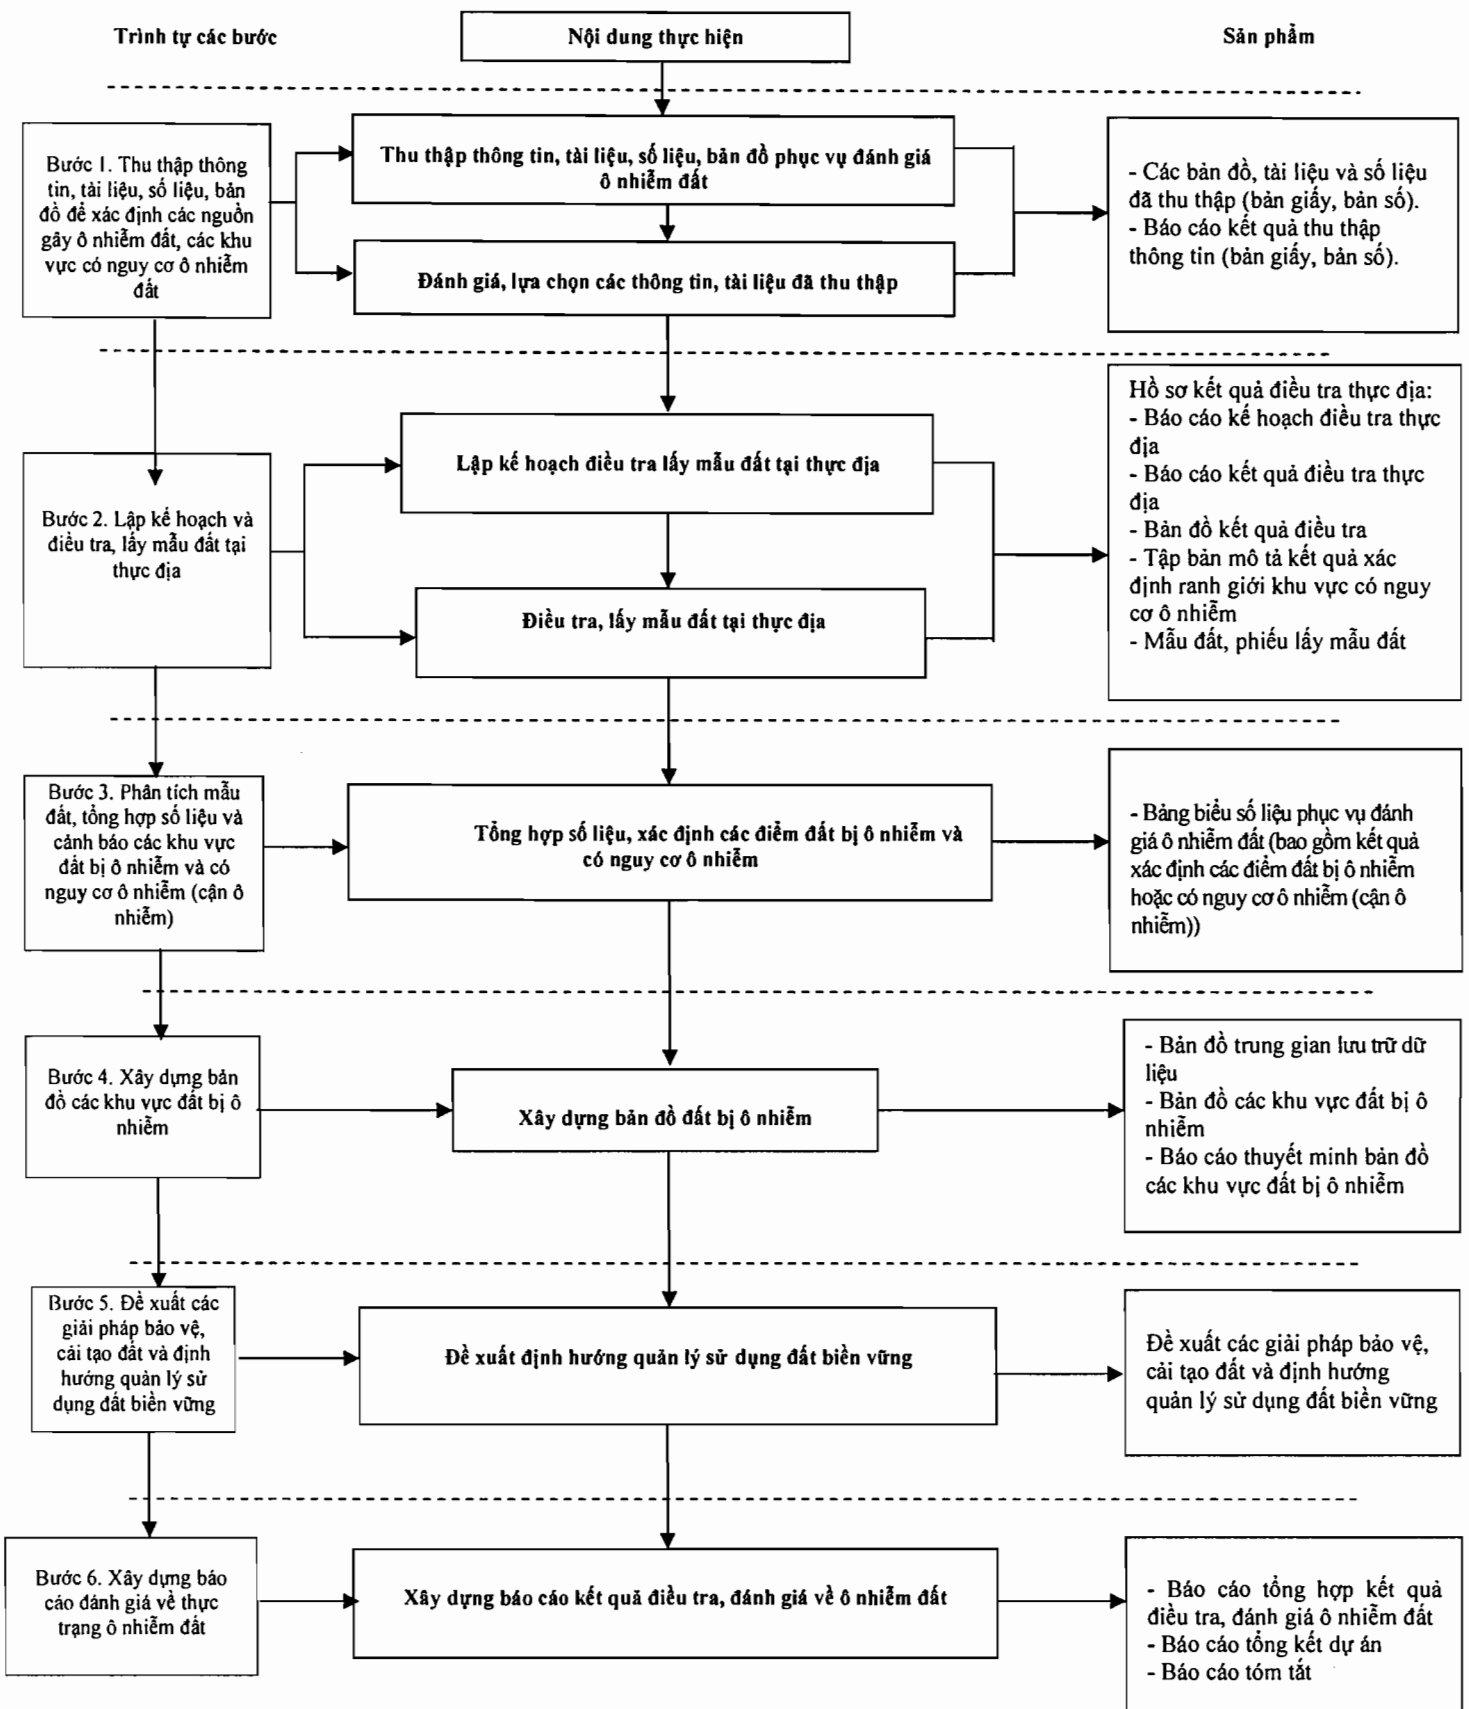 Trình tự các bước
Nội dung thực hiện
Sản phẩm
Bước 1. Thu thập thông
tin, tài liệu, số liệu, bản
đồ để xác định các nguồn
gây ô nhiễm đất, các khu
vực có nguy cơ ô nhiễm
đất
Thu thập thông tin, tài liệu, số liệu, bản đồ phục vụ đánh giá
ô nhiễm đất
Đánh giá, lựa chọn các thông tin, tài liệu đã thu thập
- Các bản đồ, tài liệu và số liệu
đã thu thập (bản giấy, bản số).
- Báo cáo kết quả thu thập
thông tin (bản giấy, bản số).
Bước 2. Lập kế hoạch và
điều tra, lấy mẫu đất tại
thực địa
Lập kế hoạch điều tra lấy mẫu đất tại thực địa
Điều tra, lấy mẫu đất tại thực địa
Hồ sơ kết quả điều tra thực địa:
- Báo cáo kế hoạch điều tra thực
địa
- Báo cáo kết quả điều tra thực
địa
- Bản đồ kết quả điều tra
- Tập bản mô tả kết quả xác
định ranh giới khu vực có nguy
cơ ô nhiễm
- Mẫu đất, phiếu lấy mẫu đất
Bước 3. Phân tích mẫu
đất, tổng hợp số liệu và
cảnh báo các khu vực
đất bị ô nhiễm và có
nguy cơ ô nhiễm (cận ô
nhiễm)
Tổng hợp số liệu, xác định các điểm đất bị ô nhiễm và
có nguy cơ ô nhiễm
- Bảng biểu số liệu phục vụ đánh
giá ô nhiễm đất (bao gồm kết quả
xác định các điểm đất bị ô nhiễm
hoặc có nguy cơ ô nhiễm (cận ô
nhiễm))
Bước 4. Xây dựng bản
đồ các khu vực đất bị ô
nhiễm
Xây dựng bản đồ đất bị ô nhiễm
- Bản đồ trung gian lưu trữ dữ
liệu
- Bản đồ các khu vực đất bị ô
nhiễm
- Báo cáo thuyết minh bản đồ
các khu vực đất bị ô nhiễm
Bước 5. Đề xuất các
giải pháp bảo vệ,
cải tạo đất và định
hướng quản lý sử
dụng đất biền vững
Đề xuất định hướng quản lý sử dụng đất biền vững
Đề xuất các giải pháp bảo vệ,
cải tạo đất và định hướng
quản lý sử dụng đất biền vững
Bước 6. Xây dựng báo
cáo đánh giá về thực
trạng ô nhiễm đất
Xây dựng báo cáo kết quả điều tra, đánh giá về ô nhiễm đất
- Báo cáo tổng hợp kết quả
điều tra, đánh giá ô nhiễm đất
- Báo cáo tổng kết dự án
- Báo cáo tóm tắt